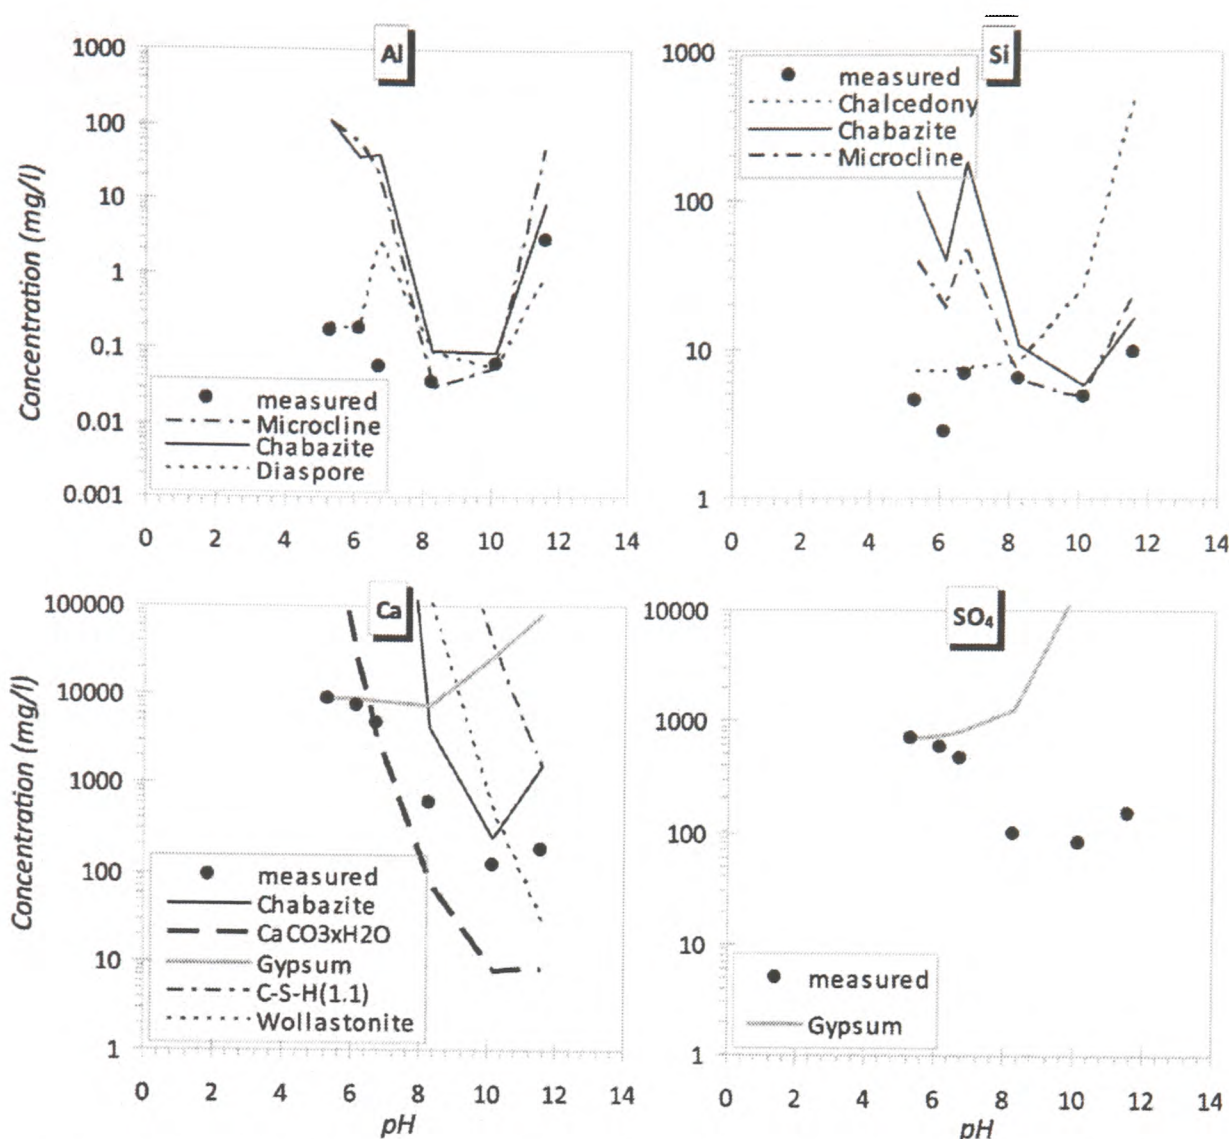 Al
Concentration (mg/l)
1000
100
10
1
0.1
0.01
0.001
measured
Microcline
Chabazite
Diaspore
0 2 4 6 8 10 12 14
Si
1000
100
10
1
measured
Chalcedony
Chabazite
Microcline
0 2 4 6 8 10 12 14
Ca
Concentration (mg/l)
100000
10000
1000
100
10
1
measured
Chabazite
CaCO3xH2O
Gypsum
C-S-H(1.1)
Wollastonite
0 2 4 6 8 10 12 14
pH
SO₄
10000
1000
100
10
1
measured
Gypsum
0 2 4 6 8 10 12 14
pH